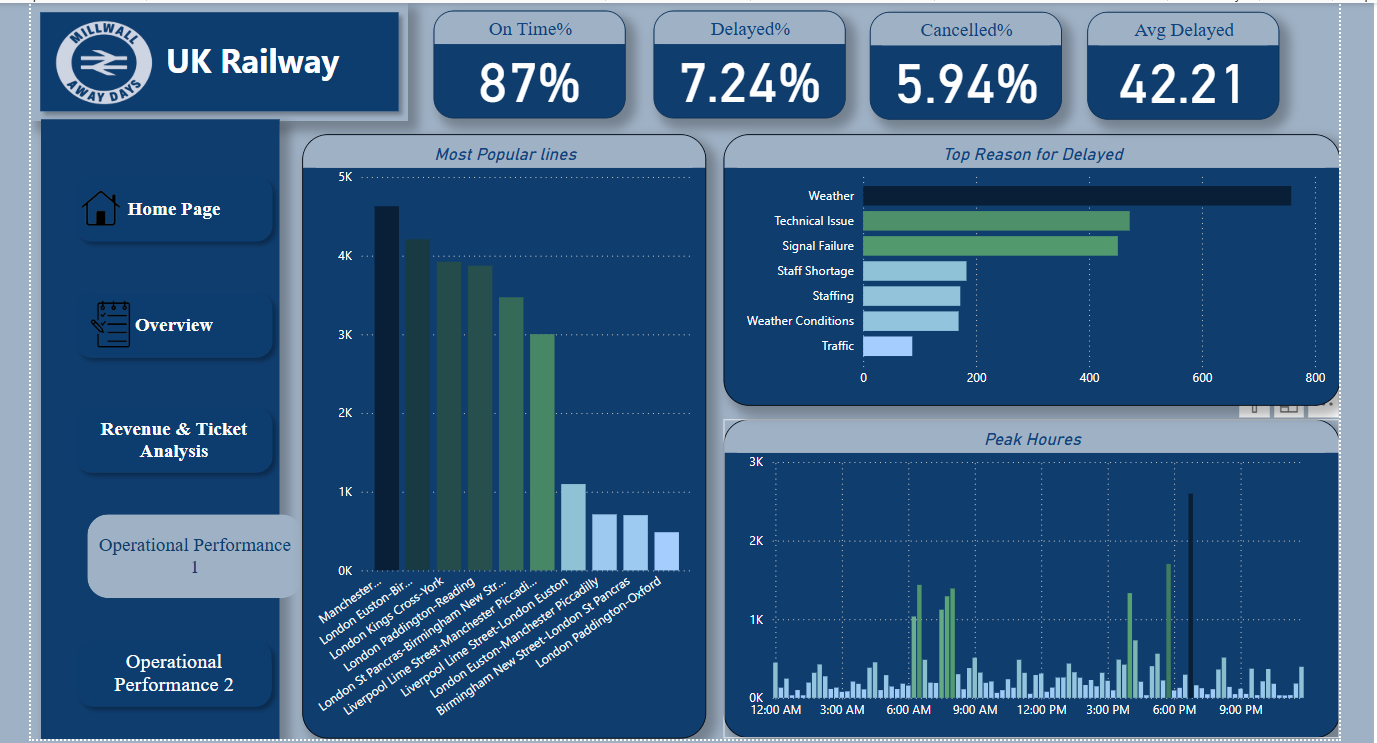 MILLWALL
AWAY DAYS
UK Railway
On Time%
87%
Delayed%
7.24%
Cancelled%
5.94%
Avg Delayed
42.21
Home Page
Overview
Revenue & Ticket
Analysis
Operational Performance
1
Operational
Performance 2
Most Popular lines
5K
4K
3K
2K
1K
0K
Manchester...
London Euston-Bir...
London Kings Cross-York
London Paddington-Reading
London St Pancras-Birmingham New Str...
Liverpool Lime Street-Manchester Piccadi...
Liverpool Lime Street-London Euston
London Euston-Manchester Piccadilly
Birmingham New Street-London St Pancras
London Paddington-Oxford
Top Reason for Delayed
Weather
Technical Issue
Signal Failure
Staff Shortage
Staffing
Weather Conditions
Traffic
0 200 400 600 800
Peak Houres
3K
2K
1K
0K
12:00 AM 3:00 AM 6:00 AM 9:00 AM 12:00 PM 3:00 PM 6:00 PM 9:00 PM